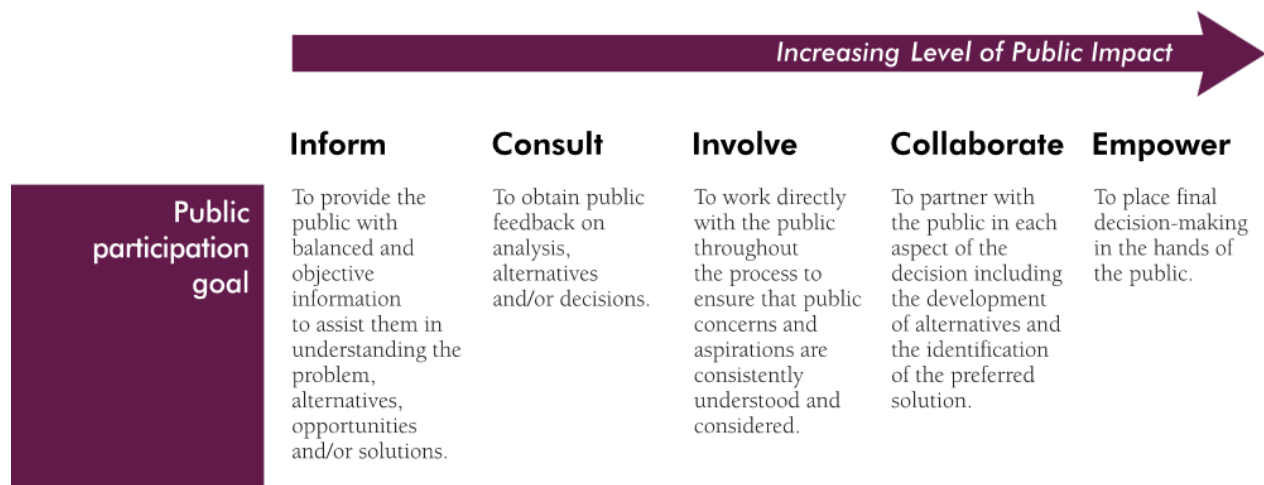 Increasing Level of Public Impact
Inform
Consult
Involve
Collaborate
Empower
Public
participation
goal
To provide the
public with
balanced and
objective
information
to assist them in
understanding the
problem,
alternatives,
opportunities
and/or solutions.
To obtain public
feedback on
analysis,
alternatives
and/or decisions.
To work directly
with the public
throughout
the process to
ensure that public
concerns and
aspirations are
consistently
understood and
considered.
To partner with
the public in each
aspect of the
decision including
the development
of alternatives and
the identification
of the preferred
solution.
To place final
decision-making
in the hands of
the public.